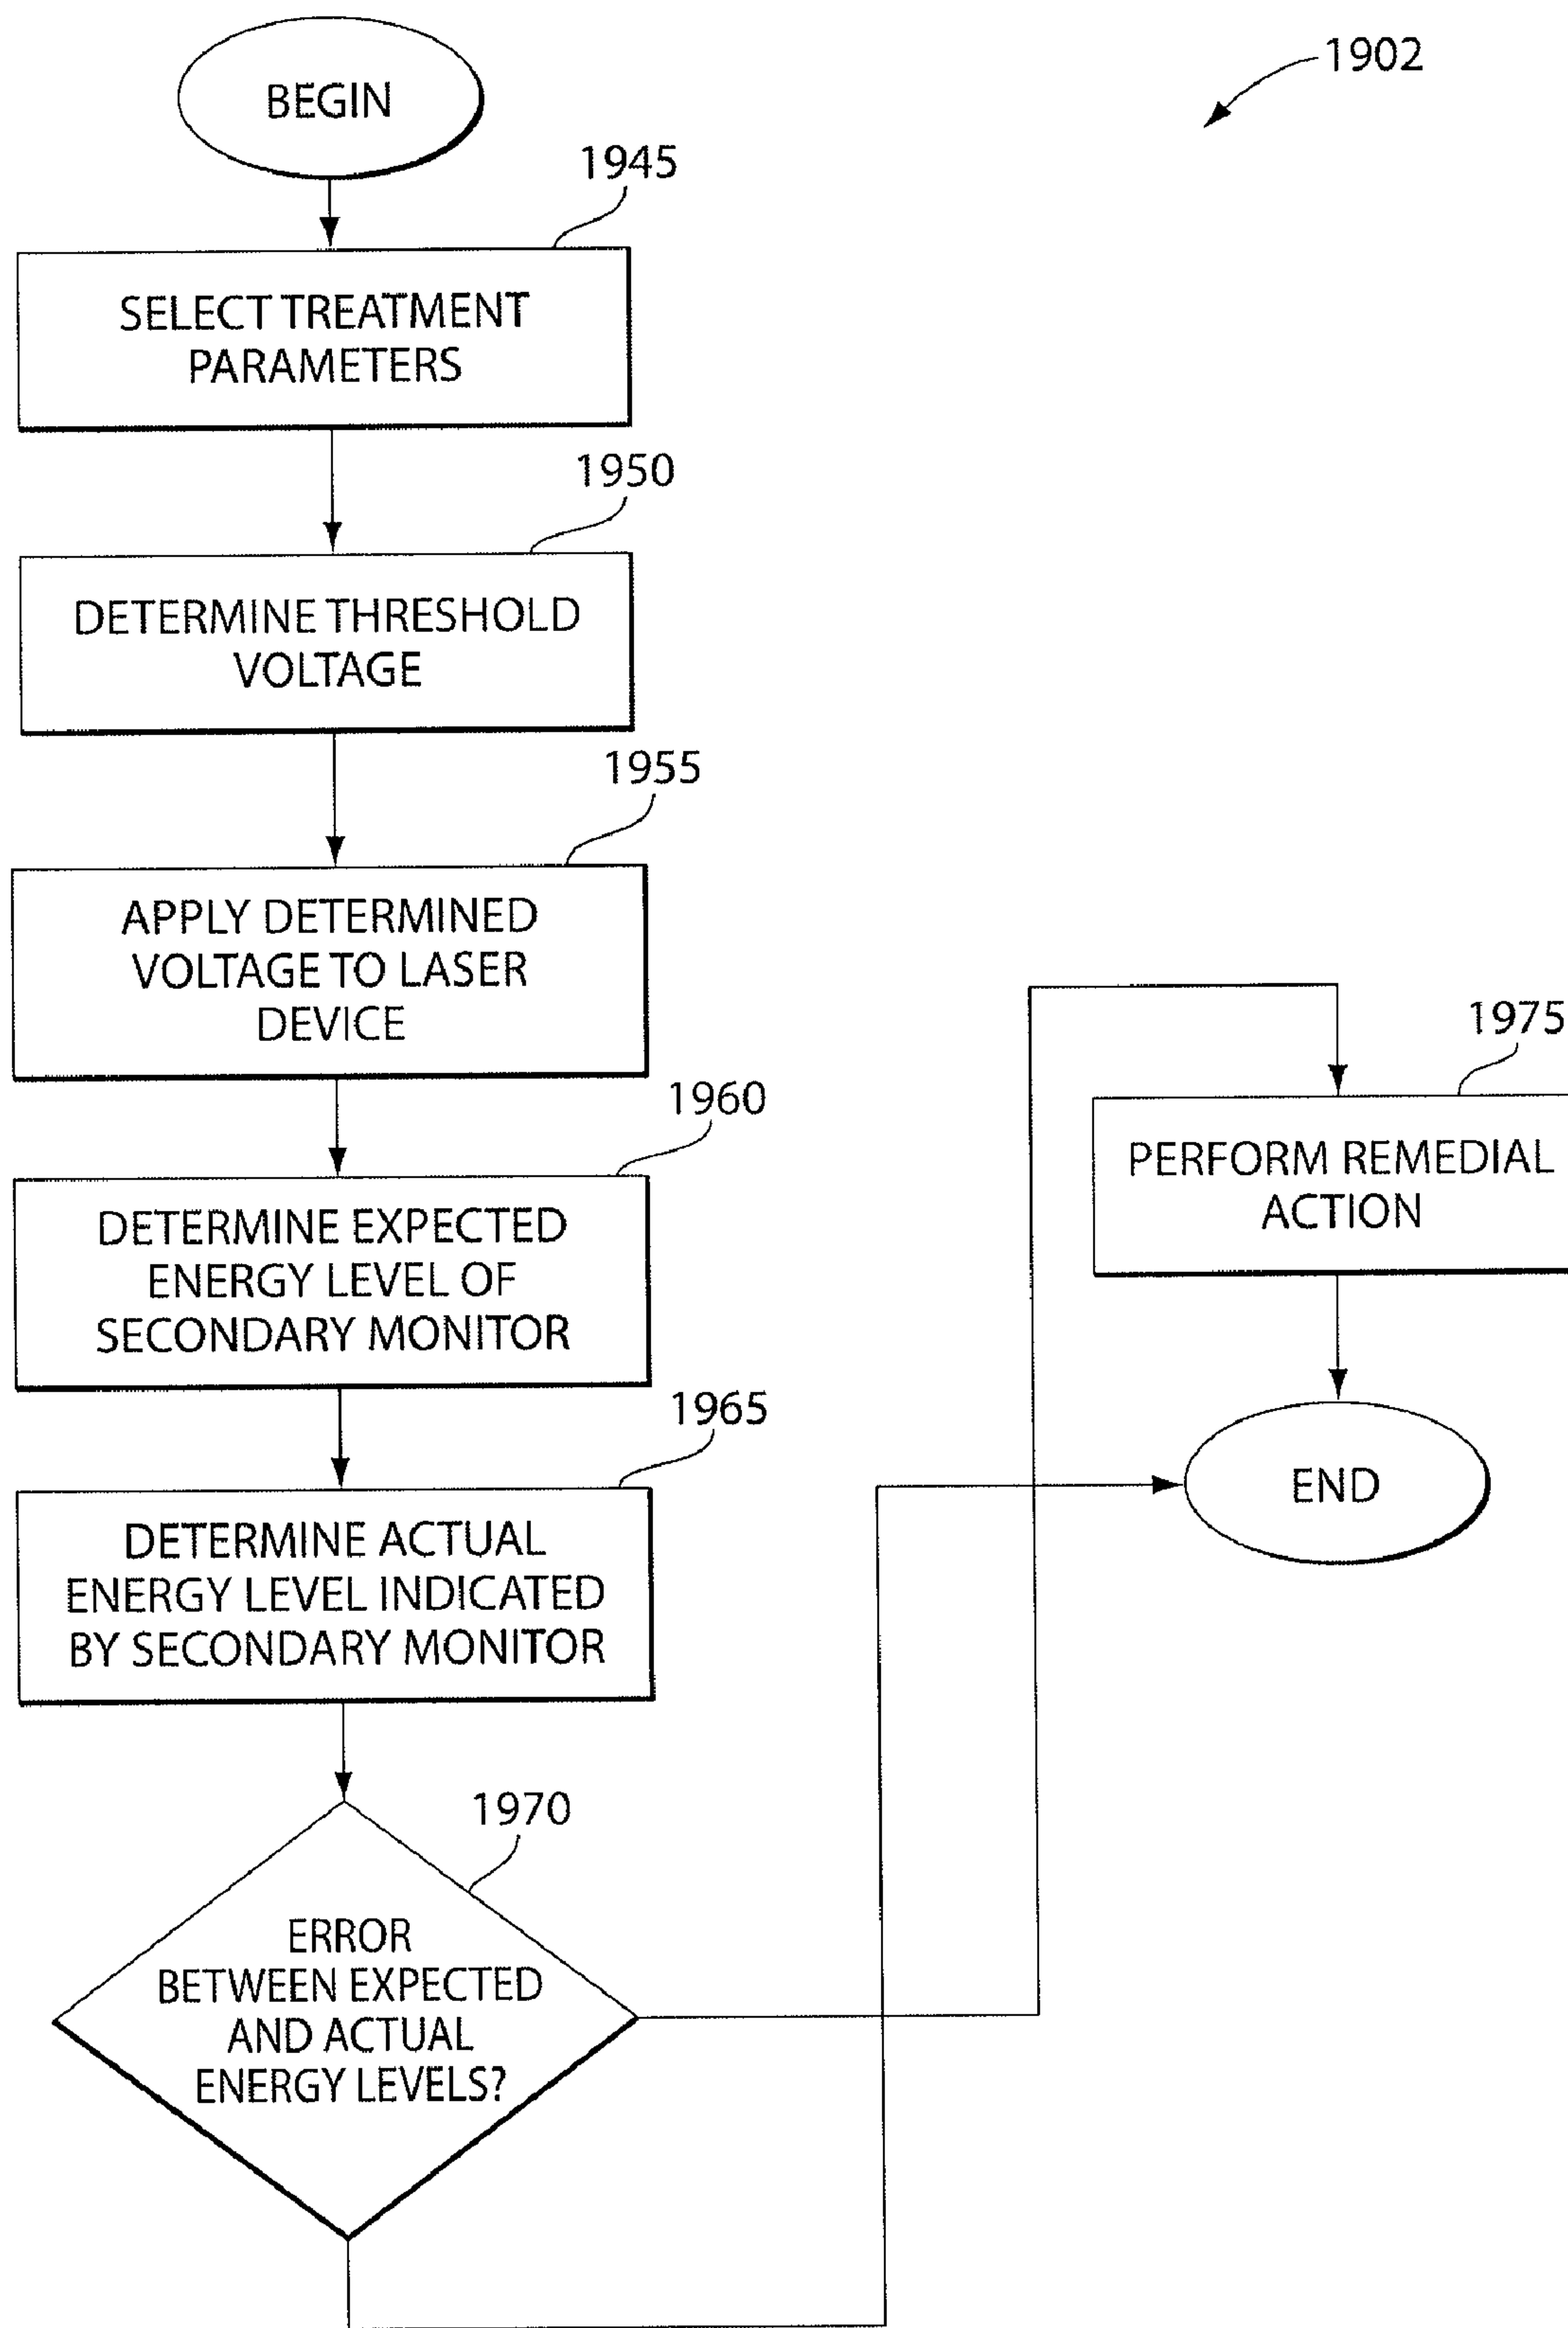 BEGIN
1902
1945
SELECT TREATMENT
PARAMETERS
1950
DETERMINE THRESHOLD
VOLTAGE
1955
APPLY DETERMINED
VOLTAGE TO LASER
DEVICE
1960
DETERMINE EXPECTED
ENERGY LEVEL OF
SECONDARY MONITOR
1965
DETERMINE ACTUAL
ENERGY LEVEL INDICATED
BY SECONDARY MONITOR
1970
ERROR
BETWEEN EXPECTED
AND ACTUAL
ENERGY LEVELS?
1975
PERFORM REMEDIAL
ACTION
END